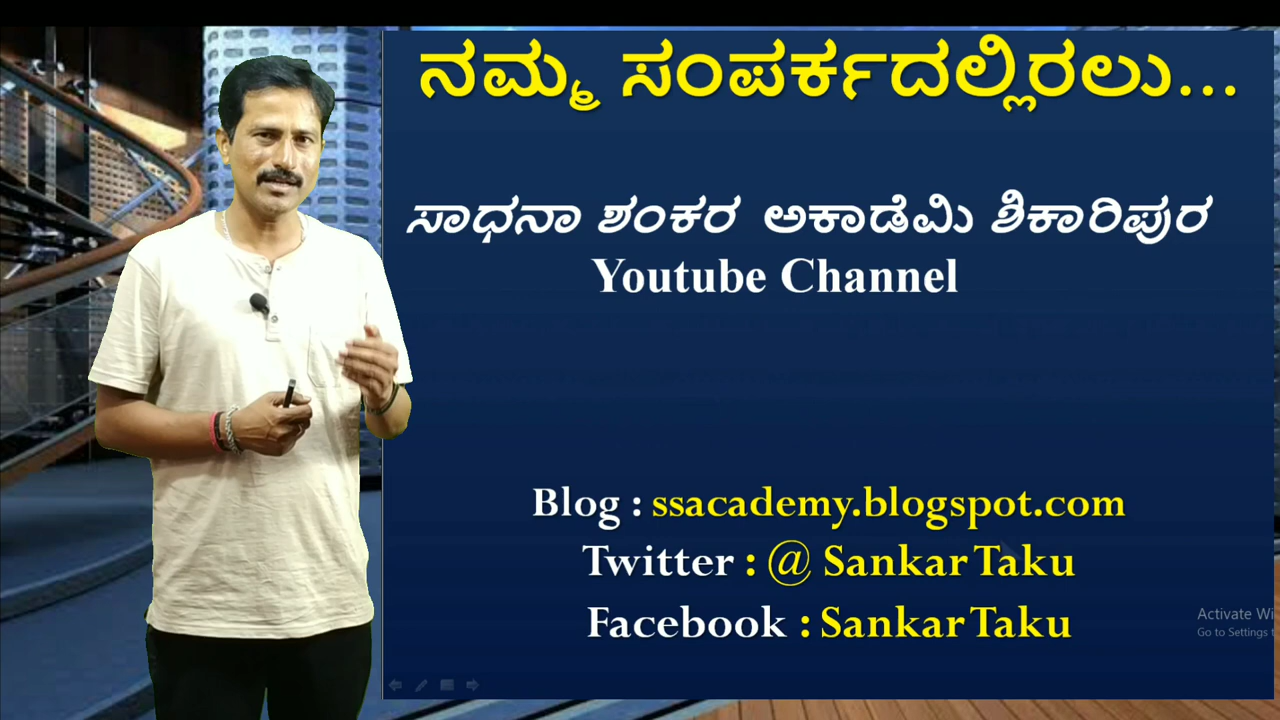 ನಮ್ಮ ಸಂಪರ್ಕದಲ್ಲಿರಲು...
ಸಾಧನಾ ಶಂಕರ ಅಕಾಡೆಮಿ ಶಿಕಾರಿಪುರ
Youtube Channel
Blog : ssacademy.blogspot.com
Twitter : @ Sankar Taku
Facebook : Sankar Taku
Activate Wi
Go to Settings